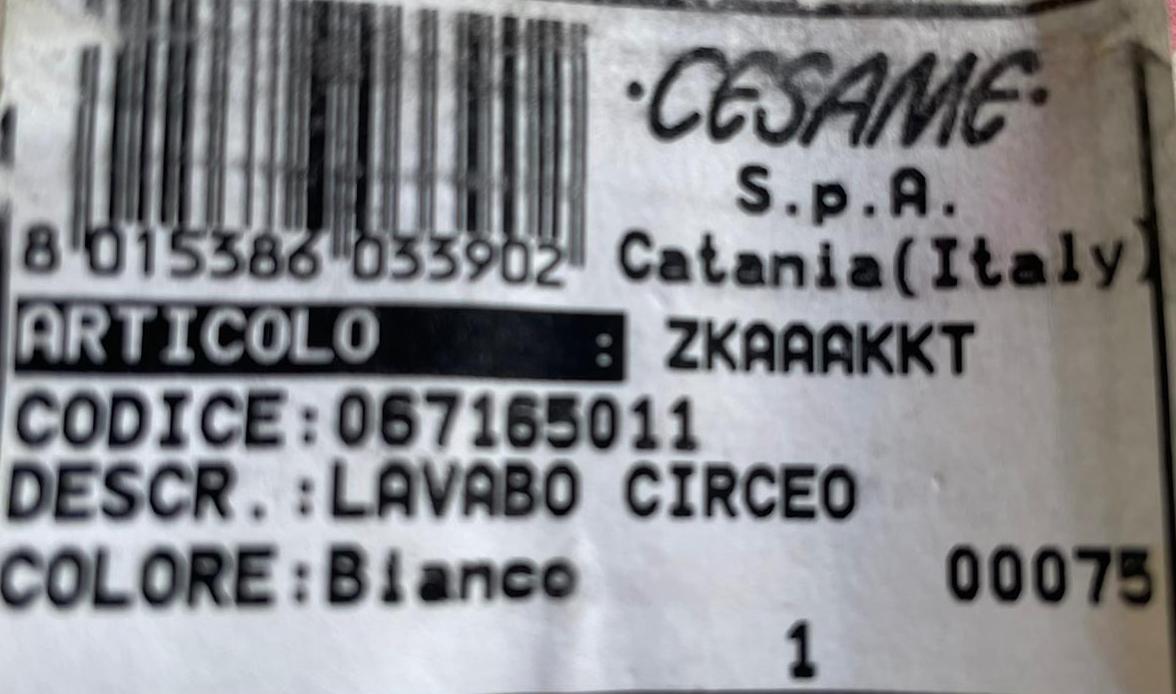 ·CESAME·
S.p.A.
Catania(Italy)
8 015386 033902
ARTICOLO : ZKAAAKKT
CODICE:067165011
DESCR.:LAVABO CIRCEO
COLORE:Bianco 00075
1